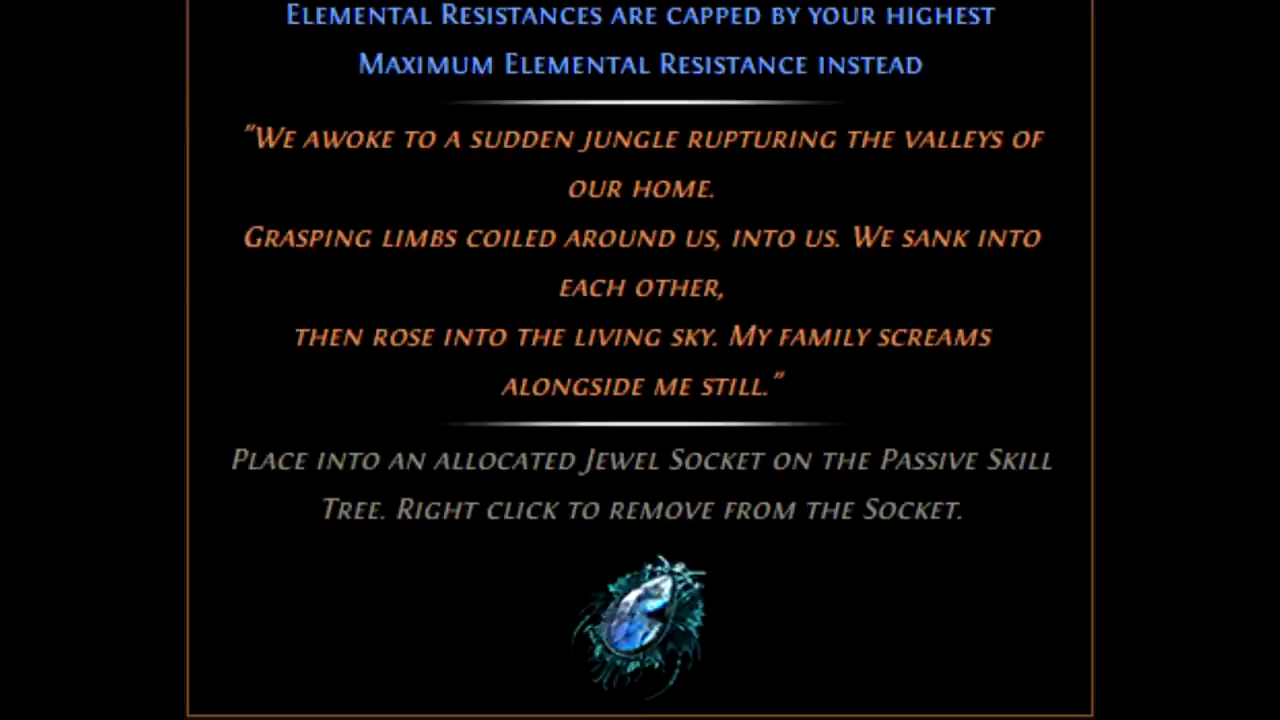 Elemental Resistances are capped by your highest
Maximum Elemental Resistance instead
"We awoke to a sudden jungle rupturing the valleys of
our home.
Grasping limbs coiled around us, into us. We sank into
each other,
then rose into the living sky. My family screams
alongside me still."
Place into an allocated Jewel Socket on the Passive Skill
Tree. Right click to remove from the Socket.